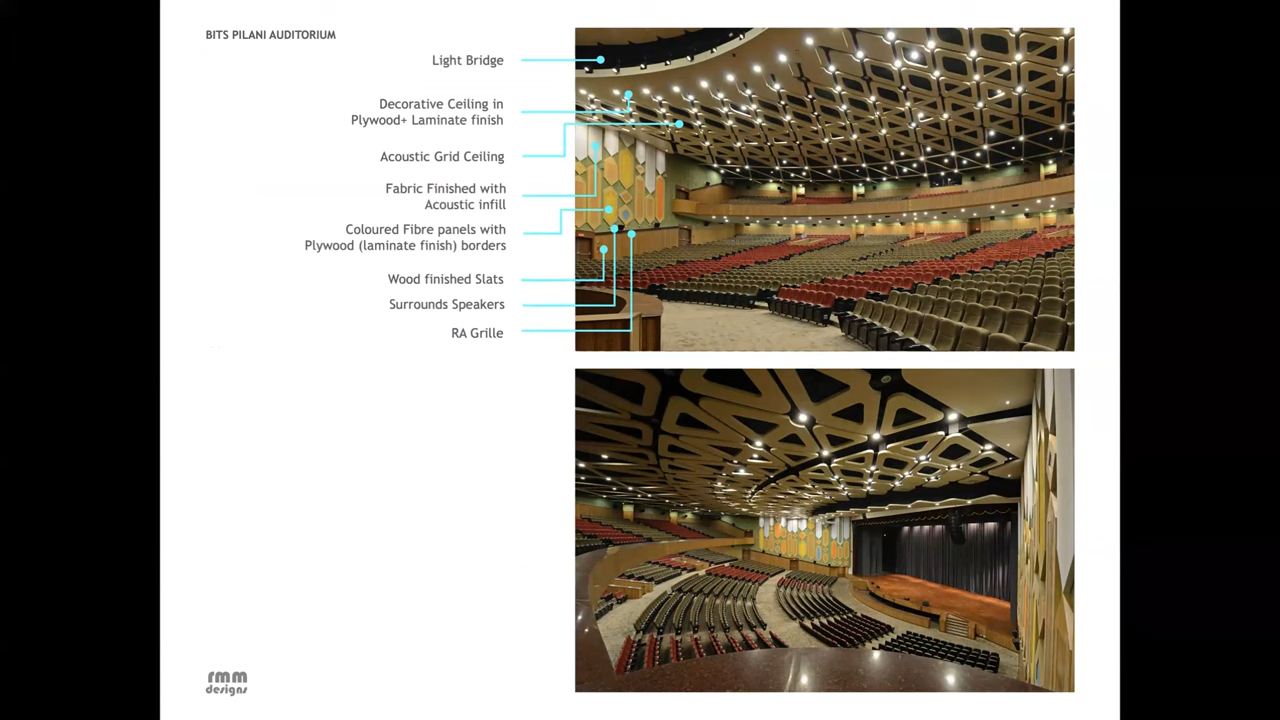 BITS PILANI AUDITORIUM
Light Bridge
Decorative Ceiling in
Plywood+ Laminate finish
Acoustic Grid Ceiling
Fabric Finished with
Acoustic infill
Coloured Fibre panels with
Plywood (laminate finish) borders
Wood finished Slats
Surrounds Speakers
RA Grille
rmm
designs